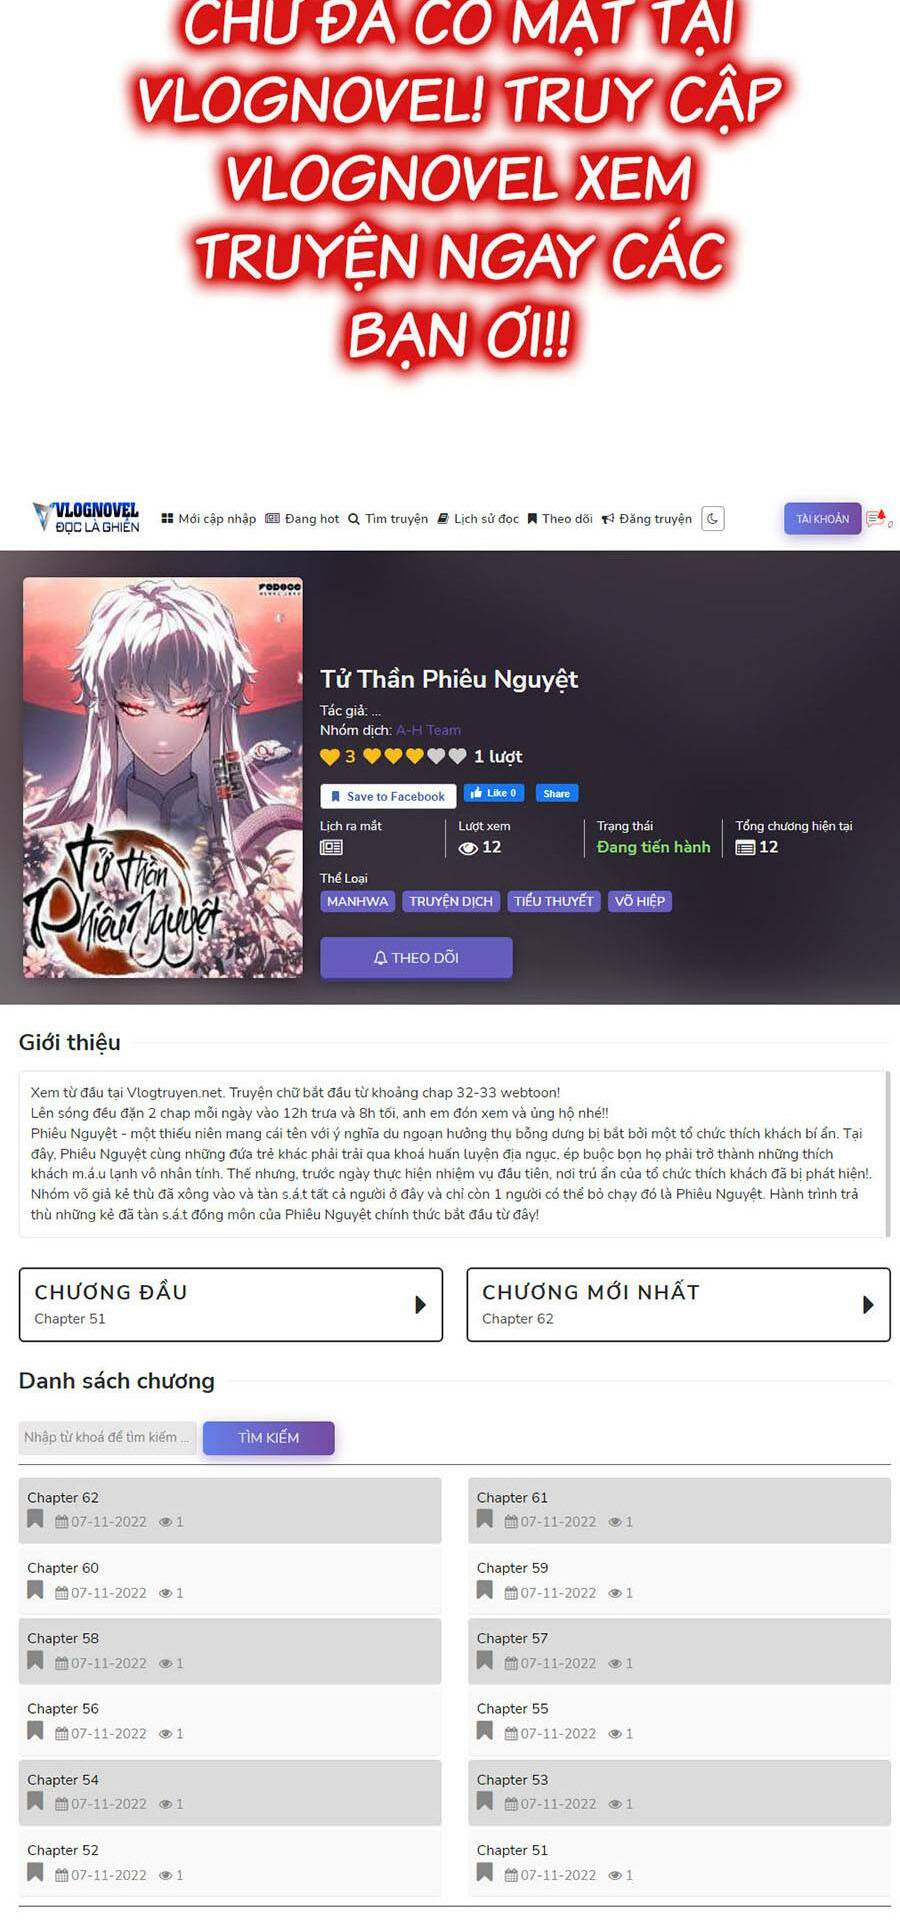 CHỮ ĐÃ CÓ MẶT TẠI
VLOGNOVEL! TRUY CẬP
VLOGNOVEL XEM
TRUYỆN NGAY CÁC
BẠN ƠI!!
VLOGNOVEL
ĐỌC LÀ GHIỀN
Mới cập nhập Đang hot Tìm truyện Lịch sử đọc Theo dõi Đăng truyện
TÀI KHOẢN
0
REDICE
Tử Thần Phiêu Nguyệt
Tử Thần
Phiêu Nguyệt
Tác giả: ...
Nhóm dịch: A-H Team
3 1 lượt
Save to Facebook Like 0 Share
Lịch ra mắt Lượt xem Trạng thái Tổng chương hiện tại
12 Đang tiến hành 12
Thể Loại
MANHWA TRUYỆN DỊCH TIỂU THUYẾT VÕ HIỆP
THEO DÕI
Giới thiệu
Xem từ đầu tại Vlogtruyen.net. Truyện chữ bắt đầu từ khoảng chap 32-33 webtoon!
Lên sóng đều đặn 2 chap mỗi ngày vào 12h trưa và 8h tối, anh em đón xem và ủng hộ nhé!!
Phiêu Nguyệt - một thiếu niên mang cái tên với ý nghĩa du ngoạn hưởng thụ bỗng dưng bị bắt bởi một tổ chức thích khách bí ẩn. Tại
đây, Phiêu Nguyệt cùng những đứa trẻ khác phải trải qua khoá huấn luyện địa ngục, ép buộc bọn họ phải trở thành những thích
khách m.á.u lạnh vô nhân tính. Thế nhưng, trước ngày thực hiện nhiệm vụ đầu tiên, nơi trú ẩn của tổ chức thích khách đã bị phát hiện!.
Nhóm võ giả kẻ thù đã xông vào và tàn s.á.t tất cả người ở đây và chỉ còn 1 người có thể bỏ chạy đó là Phiêu Nguyệt. Hành trình trả
thù những kẻ đã tàn s.á.t đồng môn của Phiêu Nguyệt chính thức bắt đầu từ đây!
CHƯƠNG ĐẦU
Chapter 51
CHƯƠNG MỚI NHẤT
Chapter 62
Danh sách chương
Nhập từ khoá để tìm kiếm ... TÌM KIẾM
Chapter 62
07-11-2022 1
Chapter 61
07-11-2022 1
Chapter 60
07-11-2022 1
Chapter 59
07-11-2022 1
Chapter 58
07-11-2022 1
Chapter 57
07-11-2022 1
Chapter 56
07-11-2022 1
Chapter 55
07-11-2022 1
Chapter 54
07-11-2022 1
Chapter 53
07-11-2022 1
Chapter 52
07-11-2022 1
Chapter 51
07-11-2022 1